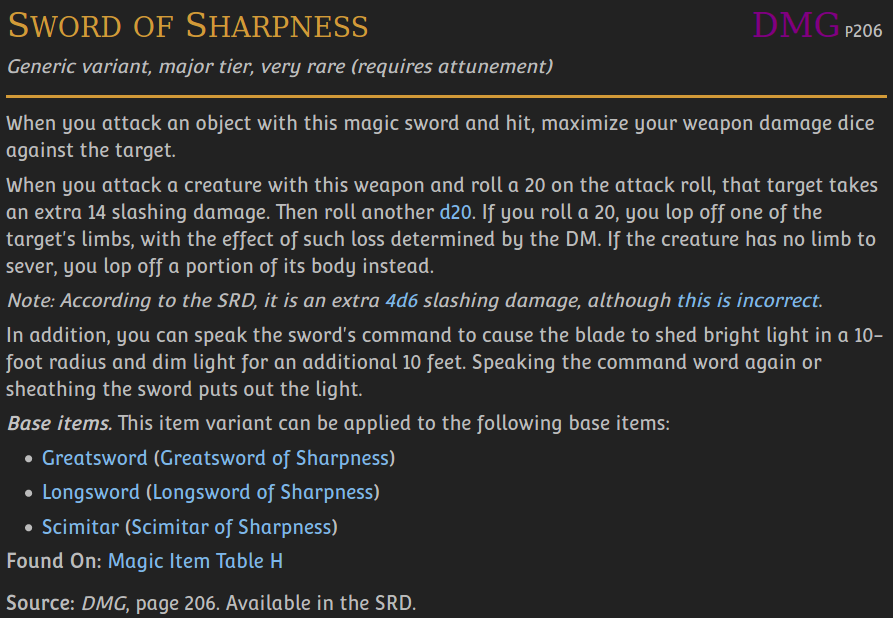 Sword of Sharpness
DMG P206
Generic variant, major tier, very rare (requires attunement)
When you attack an object with this magic sword and hit, maximize your weapon damage dice
against the target.
When you attack a creature with this weapon and roll a 20 on the attack roll, that target takes
an extra 14 slashing damage. Then roll another d20. If you roll a 20, you lop off one of the
target's limbs, with the effect of such loss determined by the DM. If the creature has no limb to
sever, you lop off a portion of its body instead.
Note: According to the SRD, it is an extra 4d6 slashing damage, although this is incorrect.
In addition, you can speak the sword's command to cause the blade to shed bright light in a 10-
foot radius and dim light for an additional 10 feet. Speaking the command word again or
sheathing the sword puts out the light.
Base items. This item variant can be applied to the following base items:
• Greatsword (Greatsword of Sharpness)
• Longsword (Longsword of Sharpness)
• Scimitar (Scimitar of Sharpness)
Found On: Magic Item Table H
Source: DMG, page 206. Available in the SRD.